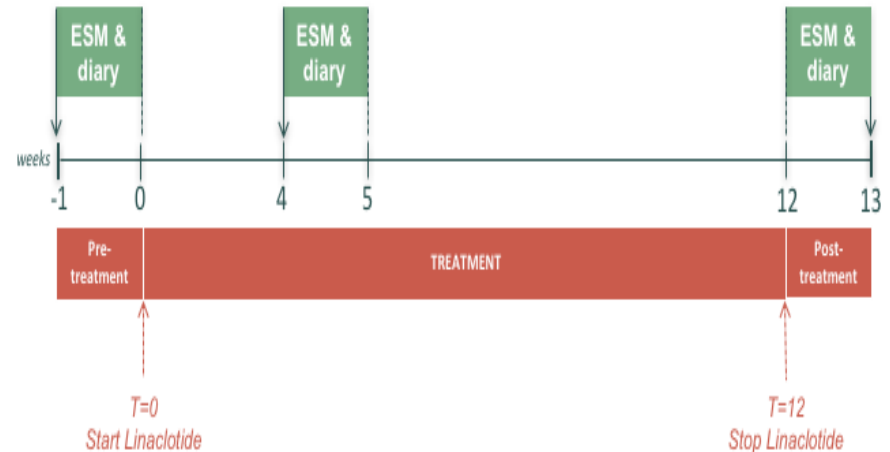 ESM &
diary
ESM &
diary
ESM &
diary
weeks
-1 0 4 5 12 13
Pre-
treatment
TREATMENT
Post-
treatment
T=0
Start Linaclotide
T=12
Stop Linaclotide